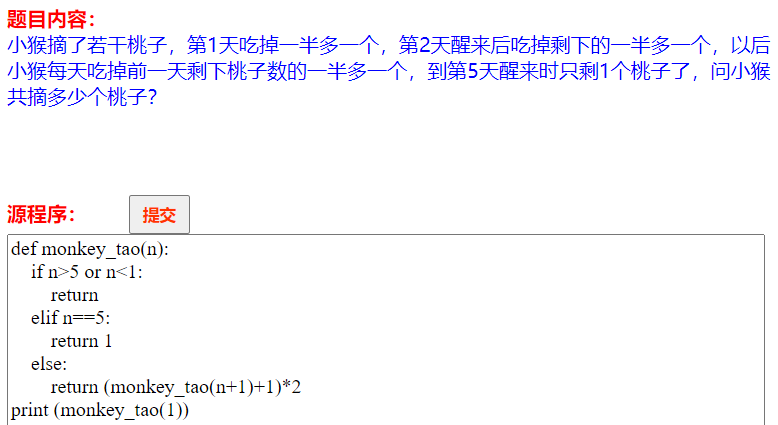 题目内容：
小猴摘了若干桃子，第1天吃掉一半多一个，第2天醒来后吃掉剩下的一半多一个，以后
小猴每天吃掉前一天剩下桃子数的一半多一个，到第5天醒来时只剩1个桃子了，问小猴
共摘多少个桃子？
源程序： 提交
def monkey_tao(n):
    if n>5 or n<1:
        return
    elif n==5:
        return 1
    else:
        return (monkey_tao(n+1)+1)*2
print (monkey_tao(1))